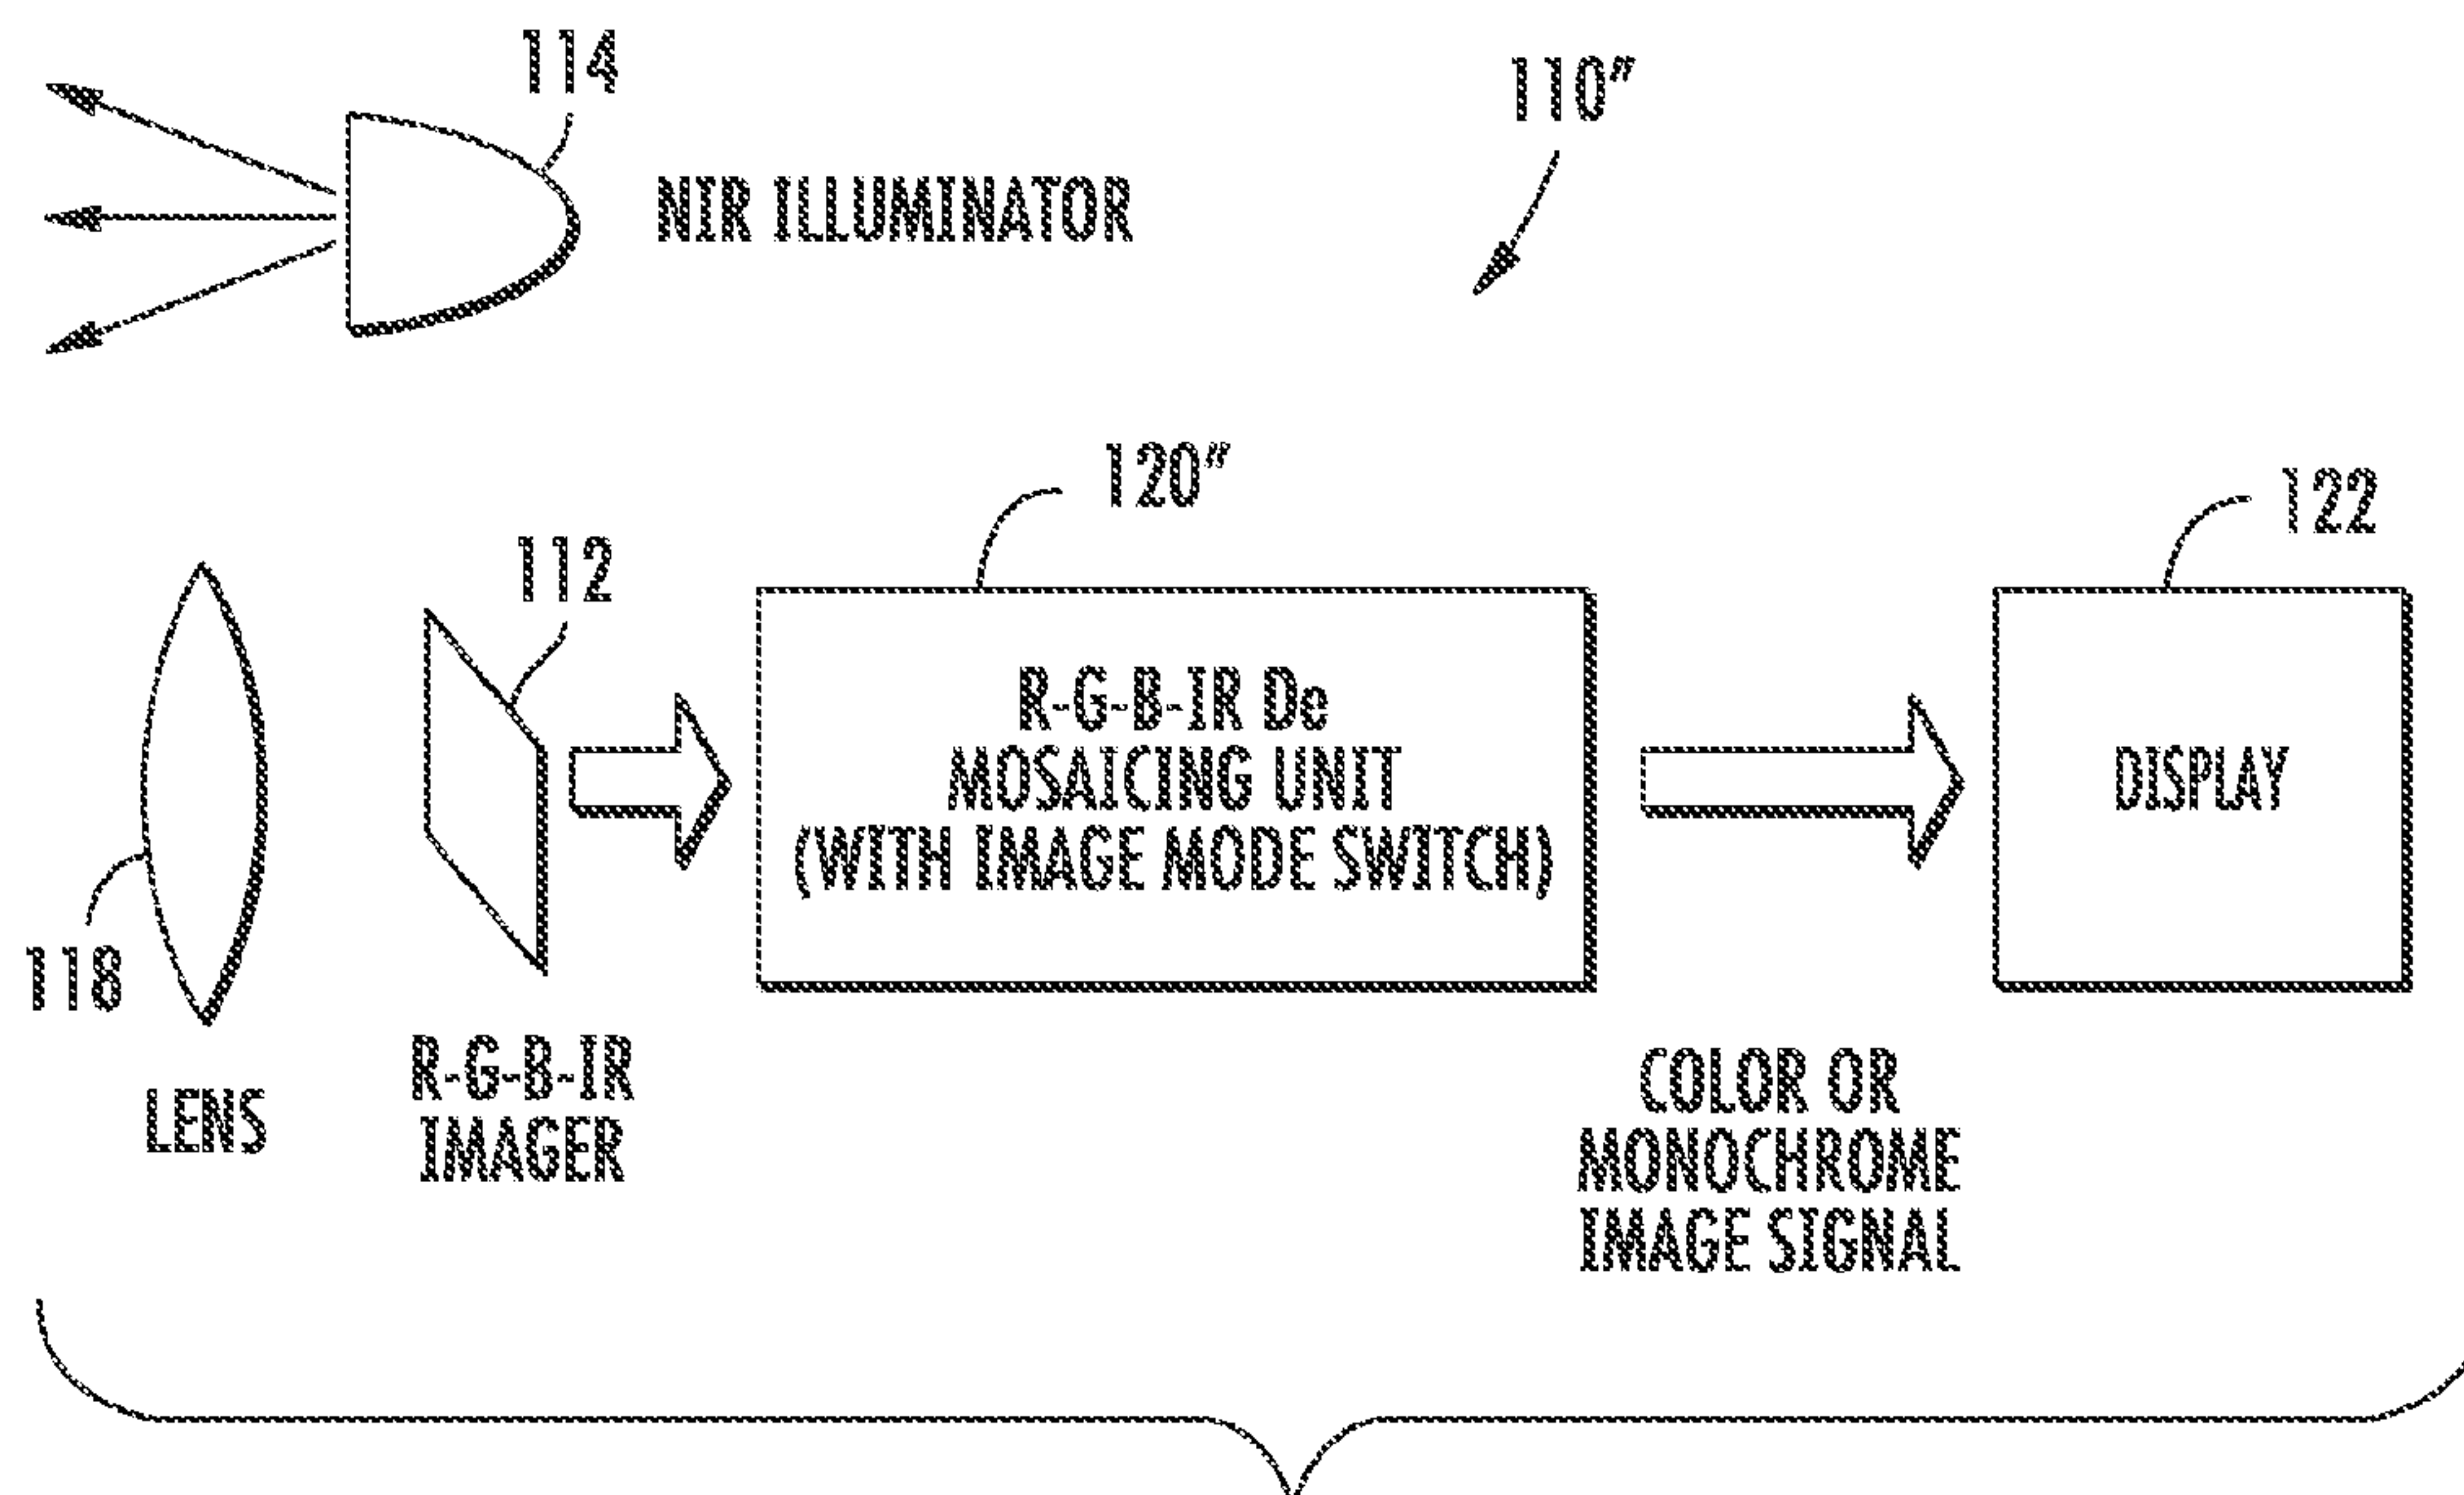 114
110"
NIR ILLUMINATOR
120"
122
112
R-G-B-IR De
MOSAICING UNIT
(WITH IMAGE MODE SWITCH)
DISPLAY
118
LENS
R-G-B-IR
IMAGER
COLOR OR
MONOCHROME
IMAGE SIGNAL